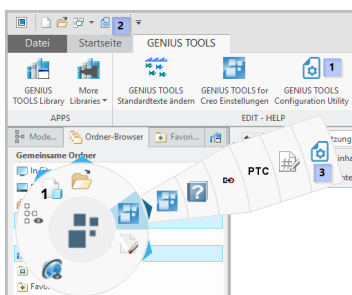 2
Datei Startseite GENIUS TOOLS
1
GENIUS More GENIUS TOOLS GENIUS TOOLS for GENIUS TOOLS
TOOLS Library Libraries Standardtexte ändern Creo Einstellungen Configuration Utility
APPS EDIT - HELP
Mode... Ordner-Browser Favori...
Gemeinsame Ordner
PTC
3
1
Favo